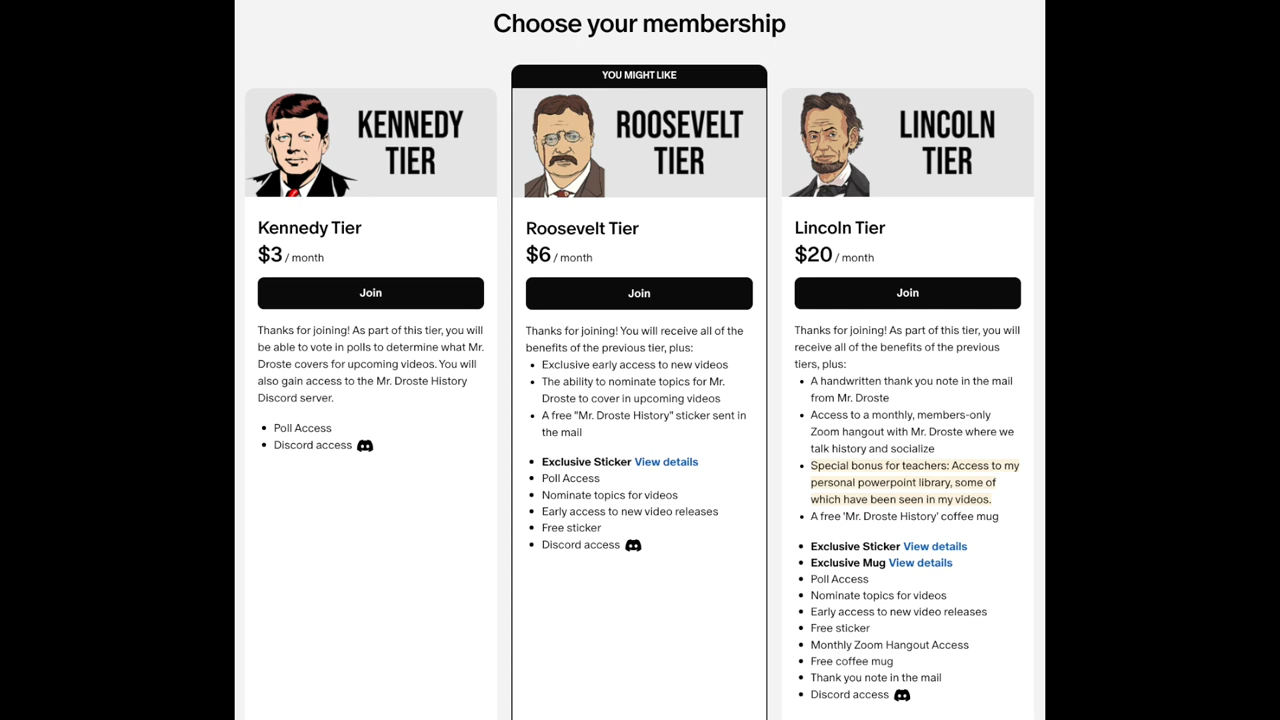 Choose your membership
YOU MIGHT LIKE
KENNEDY
TIER
Kennedy Tier
$3 / month
Join
Thanks for joining! As part of this tier, you will
be able to vote in polls to determine what Mr.
Droste covers for upcoming videos. You will
also gain access to the Mr. Droste History
Discord server.
• Poll Access
• Discord access
ROOSEVELT
TIER
Roosevelt Tier
$6 / month
Join
Thanks for joining! You will receive all of the
benefits of the previous tier, plus:
• Exclusive early access to new videos
• The ability to nominate topics for Mr.
Droste to cover in upcoming videos
• A free "Mr. Droste History" sticker sent in
the mail
• Exclusive Sticker View details
• Poll Access
• Nominate topics for videos
• Early access to new video releases
• Free sticker
• Discord access
LINCOLN
TIER
Lincoln Tier
$20 / month
Join
Thanks for joining! As part of this tier, you will
receive all of the benefits of the previous
tiers, plus:
• A handwritten thank you note in the mail
from Mr. Droste
• Access to a monthly, members-only
Zoom hangout with Mr. Droste where we
talk history and socialize
• Special bonus for teachers: Access to my
personal powerpoint library, some of
which have been seen in my videos.
• A free 'Mr. Droste History' coffee mug
• Exclusive Sticker View details
• Exclusive Mug View details
• Poll Access
• Nominate topics for videos
• Early access to new video releases
• Free sticker
• Monthly Zoom Hangout Access
• Free coffee mug
• Thank you note in the mail
• Discord access